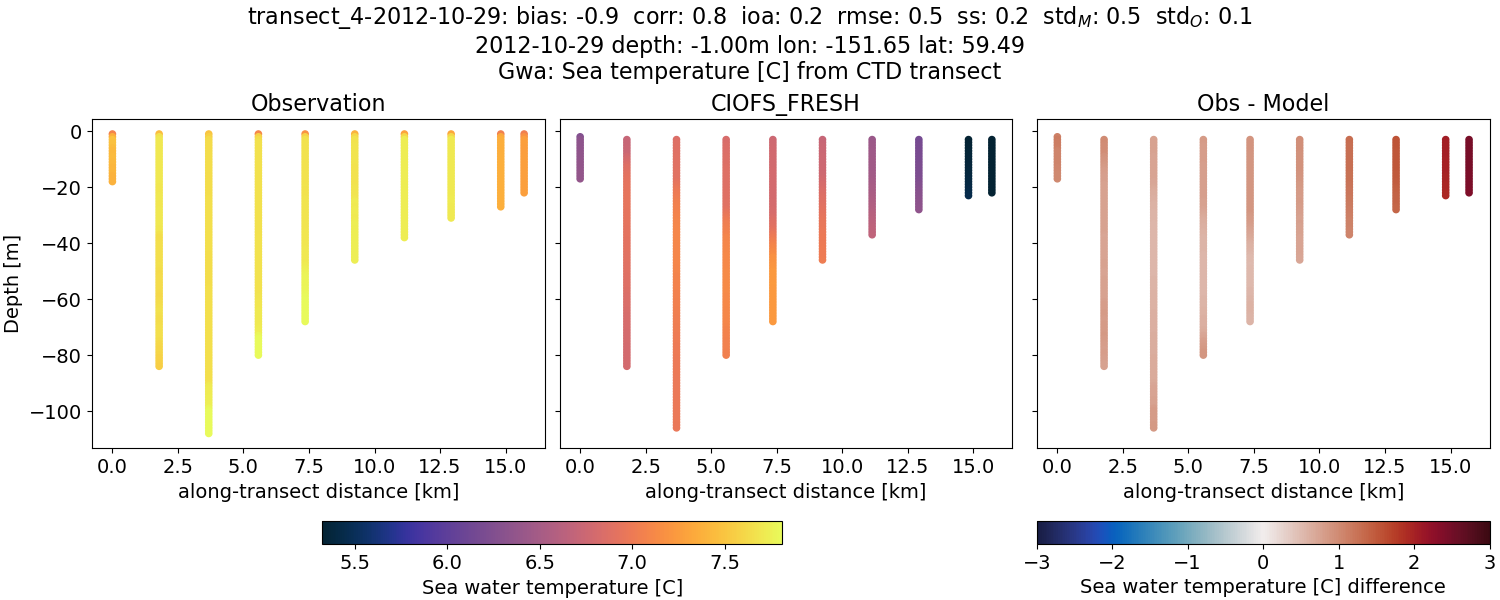 transect_4-2012-10-29: bias: -0.9 corr: 0.8 ioa: 0.2 rmse: 0.5 ss: 0.2 std_M: 0.5 std_O: 0.1
2012-10-29 depth: -1.00m lon: -151.65 lat: 59.49
Gwa: Sea temperature [C] from CTD transect
Observation CIOFS_FRESH Obs - Model
Depth [m]
0
−20
−40
−60
−80
−100
0.0 2.5 5.0 7.5 10.0 12.5 15.0 0.0 2.5 5.0 7.5 10.0 12.5 15.0 0.0 2.5 5.0 7.5 10.0 12.5 15.0
along-transect distance [km] along-transect distance [km] along-transect distance [km]
5.5 6.0 6.5 7.0 7.5 −3 −2 −1 0 1 2 3
Sea water temperature [C] Sea water temperature [C] difference